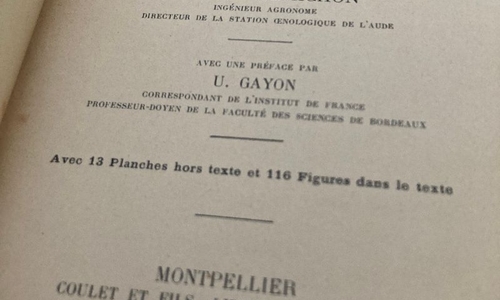 INGÉNIEUR AGRONOME
DIRECTEUR DE LA STATION ŒNOLOGIQUE DE L'AUDE
AVEC UNE PRÉFACE PAR
U. GAYON
CORRESPONDANT DE L'INSTITUT DE FRANCE
PROFESSEUR-DOYEN DE LA FACULTÉ DES SCIENCES DE BORDEAUX
Avec 13 Planches hors texte et 116 Figures dans le texte
MONTPELLIER
COULET ET FILS